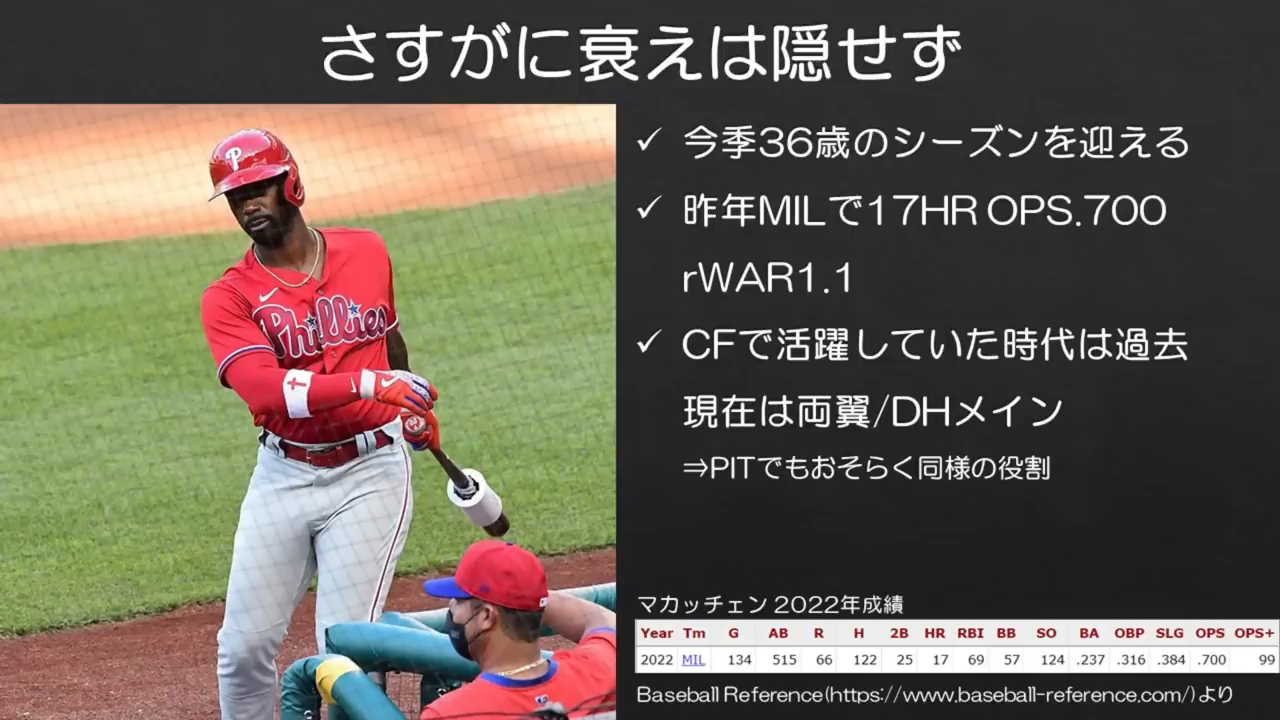 さすがに衰えは隠せず
✓ 今季36歳のシーズンを迎える
✓ 昨年MILで17HR OPS.700
rWAR1.1
✓ CFで活躍していた時代は過去
現在は両翼/DHメイン
⇒PITでもおそらく同様の役割
P
Phillies
マカッチェン 2022年成績
Year Tm G AB R H 2B HR RBI BB SO BA OBP SLG OPS OPS+
2022 MIL 134 515 66 122 25 17 69 57 124 .237 .316 .384 .700 99
Baseball Reference(https://www.baseball-reference.com/)より